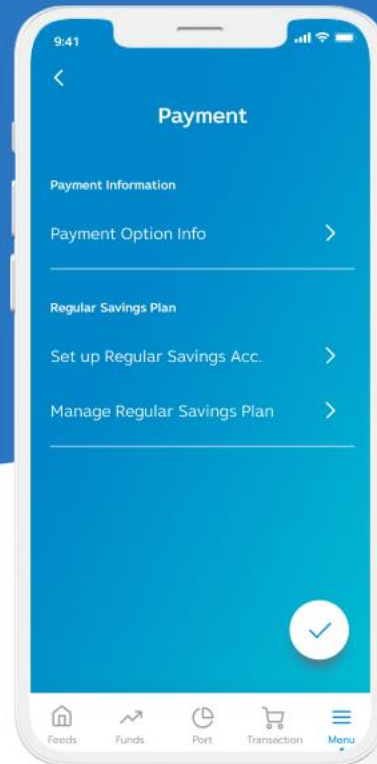 9:41
Payment
Payment Information
Payment Option Info
Regular Savings Plan
Set up Regular Savings Acc.
Manage Regular Savings Plan
Feeds Funds Port Transaction Menu